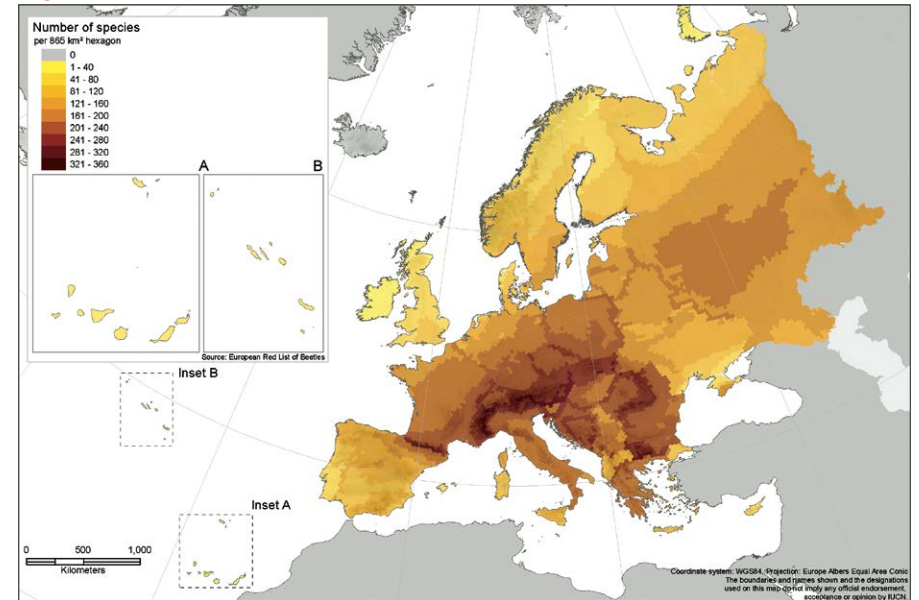 Number of species
per 865 km² hexagon
0
1 - 40
41 - 80
81 - 120
121 - 160
161 - 200
201 - 240
241 - 280
281 - 320
321 - 360
A
B
Source: European Red List of Beetles
Inset B
Inset A
0 500 1,000
Kilometers
Coordinate system: WGS84, Projection: Europe Albers Equal Area Conic
The boundaries and names shown and the designations
used on this map do not imply any official endorsement,
acceptance or opinion by IUCN.